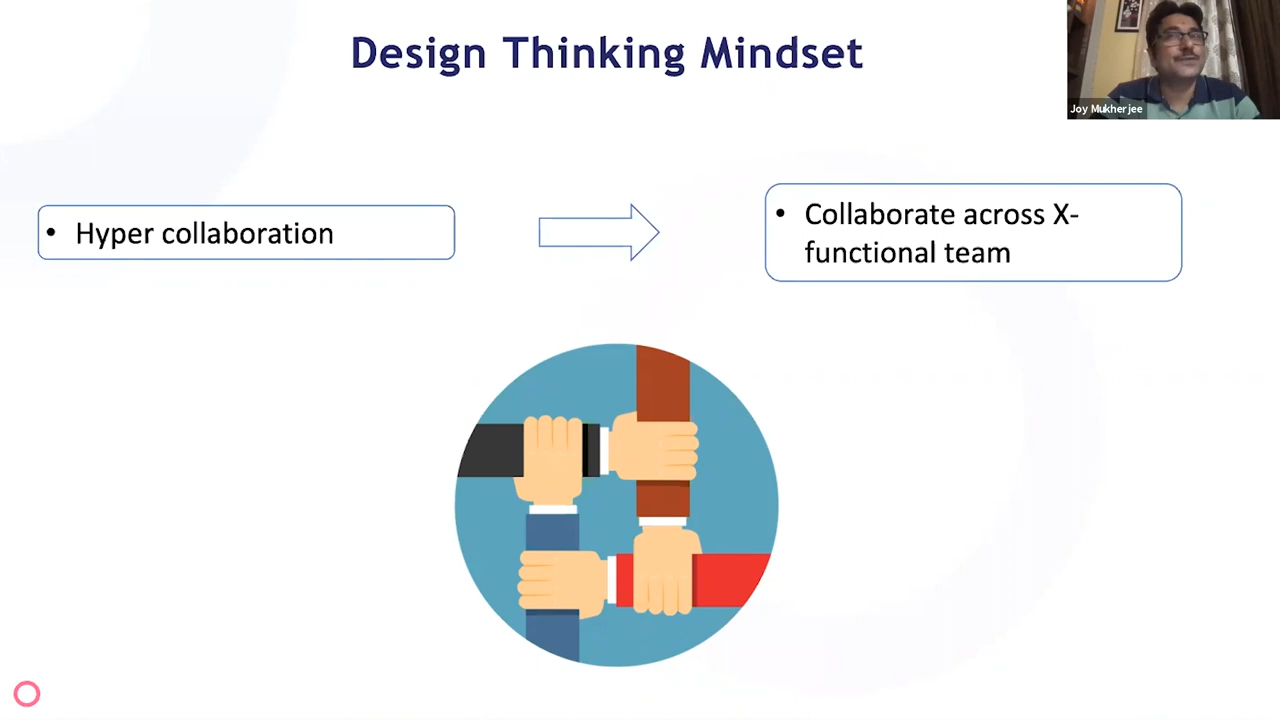 Design Thinking Mindset
Joy Mukherjee
• Hyper collaboration
• Collaborate across X-
functional team